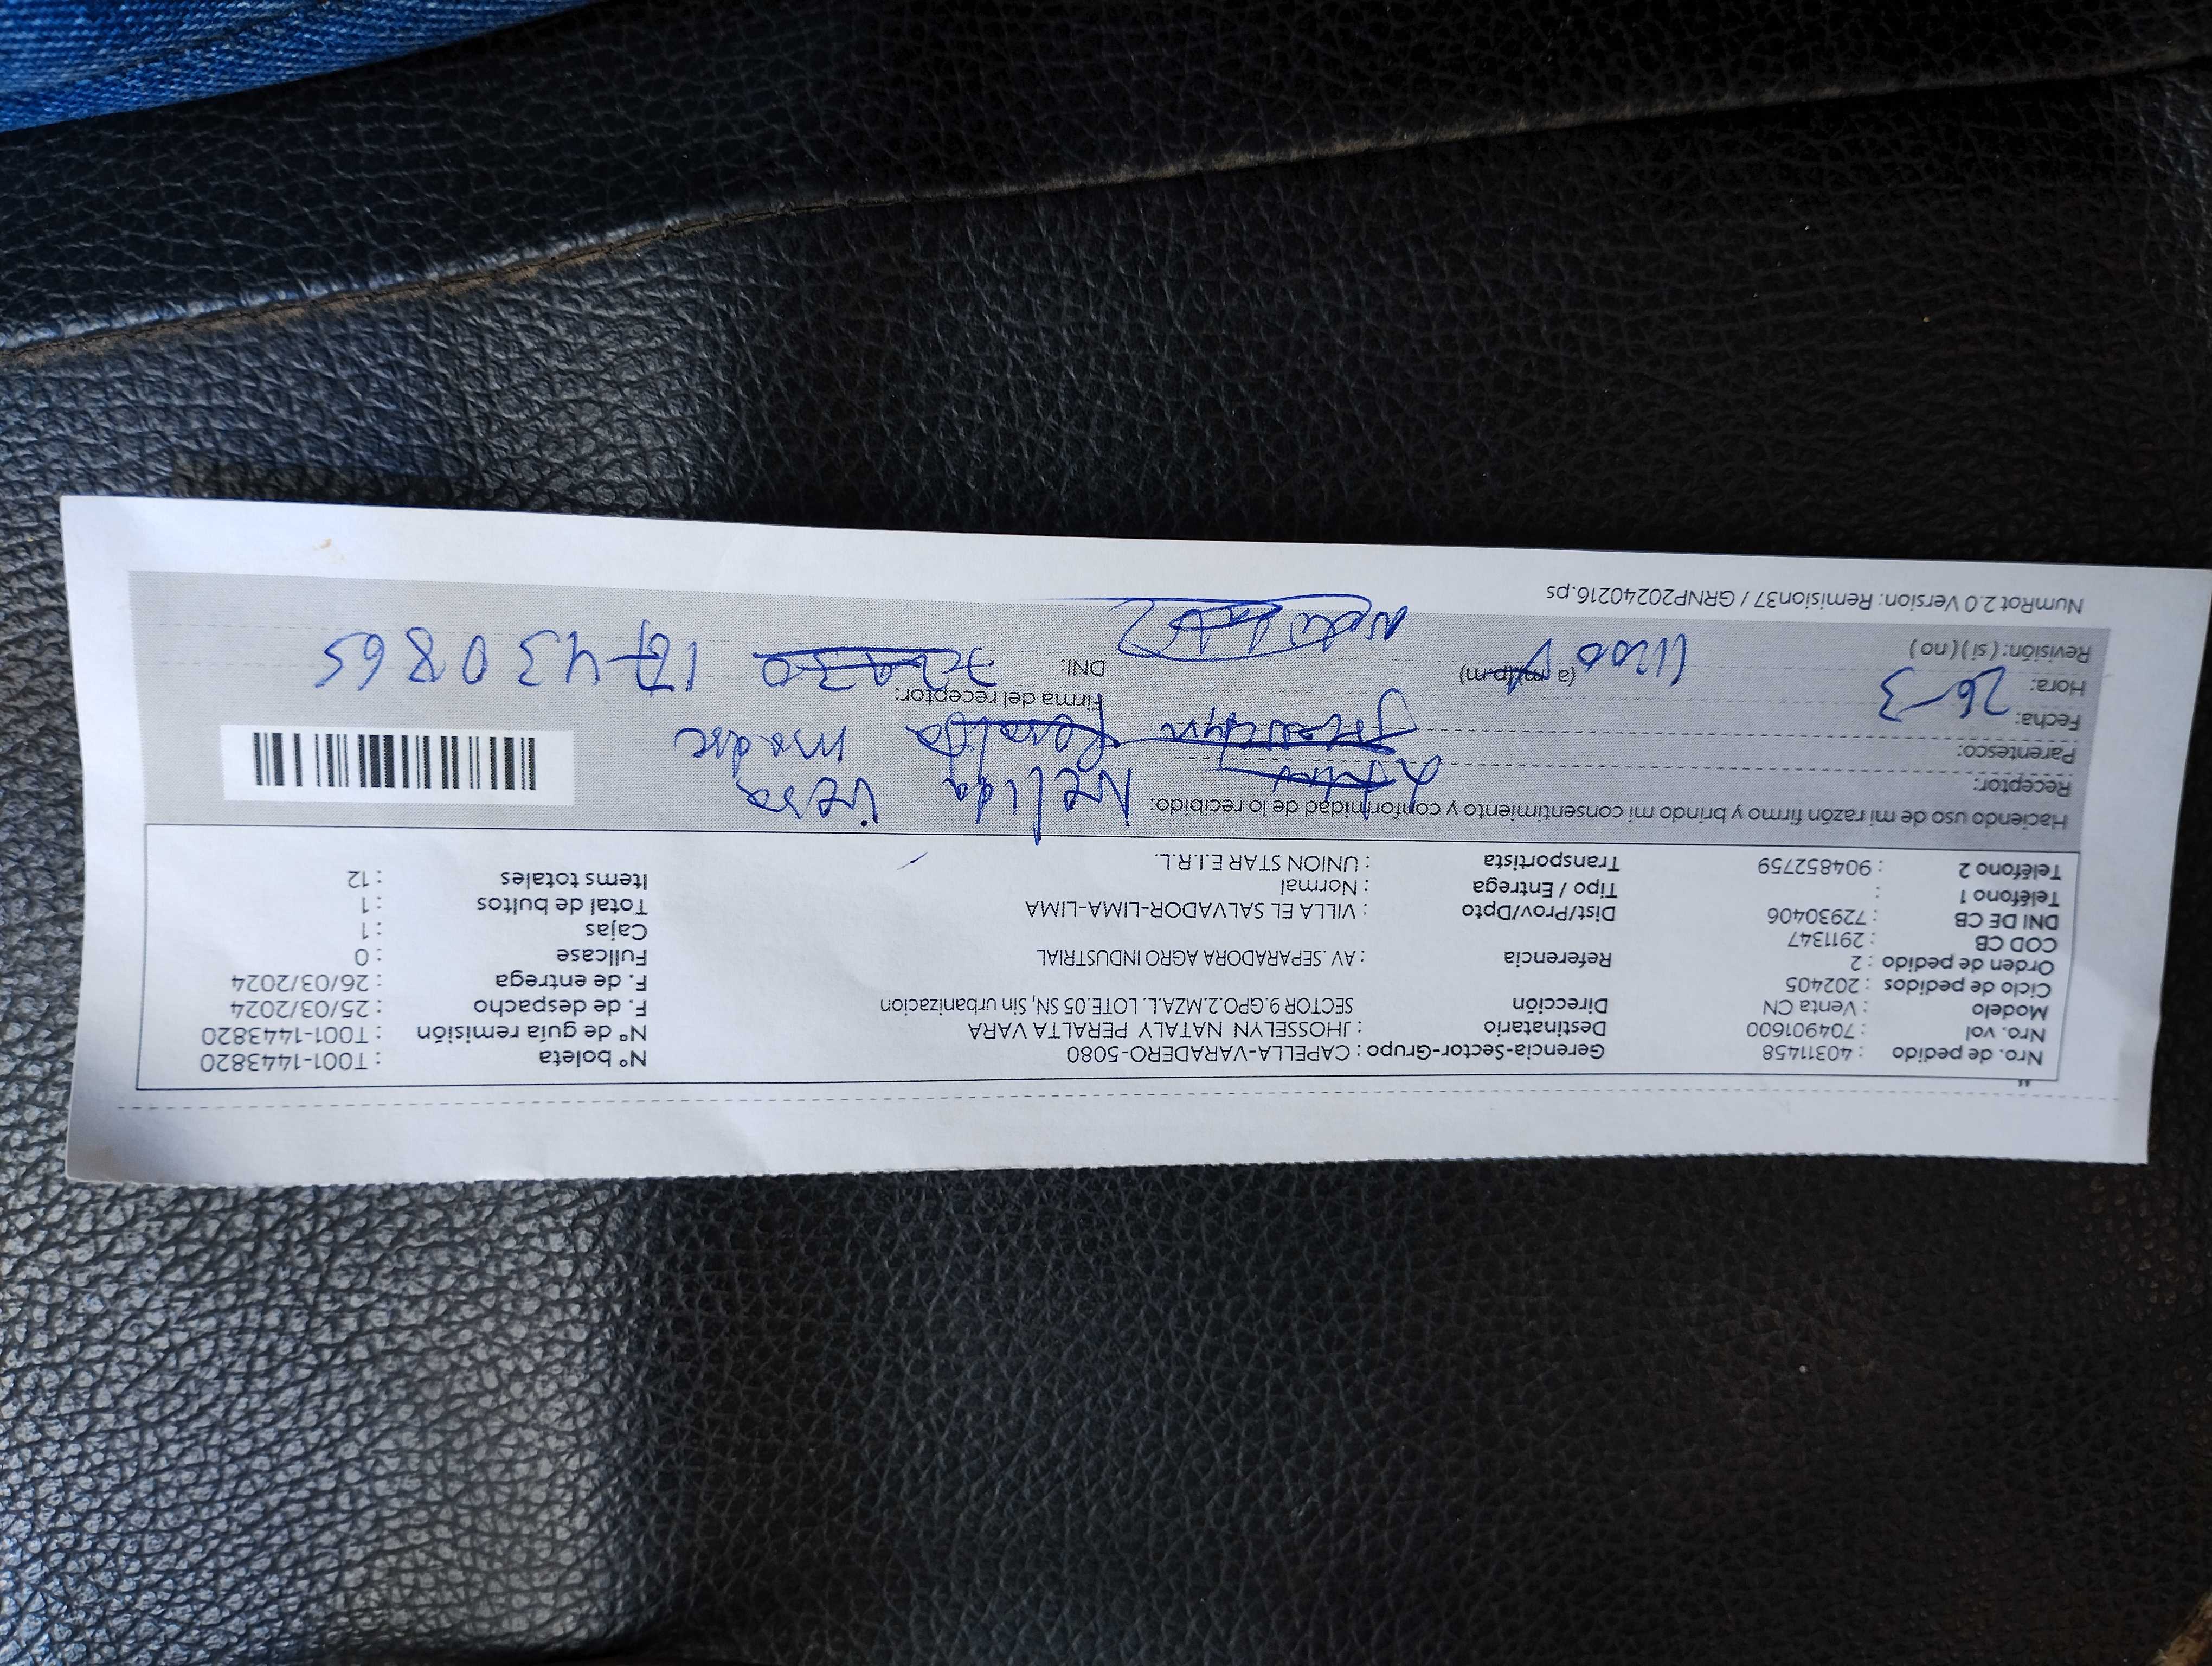 Nro. de pedido : 40311458 Gerencia-Sector-Grupo : CAPELLA-VARADERO-5080 N° boleta : T001-1443820
Nro. vol : 704901600 Destinatario : JHOSSELYN NATALY PERALTA VARA N° de guía remisión : T001-1443820
Modelo : Venta CN Dirección SECTOR 9.GPO.2.MZA.L. LOTE.05 SN, Sin urbanizacion F. de despacho : 25/03/2024
Ciclo de pedidos : 202405 F. de entrega : 26/03/2024
Orden de pedido : 2 Referencia : AV. SEPARADORA AGRO INDUSTRIAL Fullcase : 0
COD CB : 2911347 Cajas : 1
DNI DE CB : 72930406 Dist/Prov/Dpto : VILLA EL SALVADOR-LIMA-LIMA Total de bultos : 1
Teléfono 1 : Tipo / Entrega : Normal Items totales : 12
Teléfono 2 : 904852759 Transportista : UNION STAR E.I.R.L.
Haciendo uso de mi razón firmo y brindo mi consentimiento y conformidad de lo recibido:
Receptor: Nelida Vera
Parentesco: Peralta madre
Fecha: 26-3 Firma del receptor:
Hora: (a.m)(p.m) DNI:
Revisión: ( si ) ( no )
NumRot 2.0 Version: Remision37 / GRNP20240216.ps